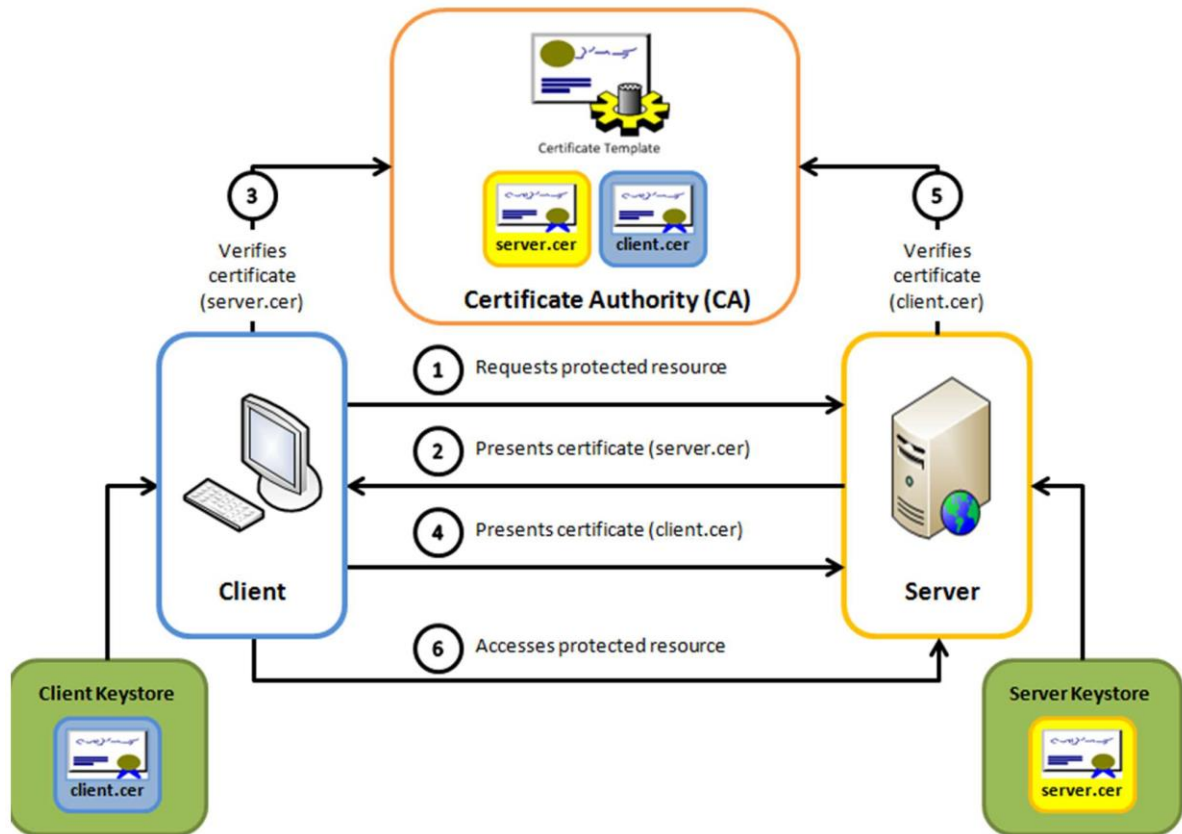 Certificate Template
server.cer
client.cer
Certificate Authority (CA)
3
Verifies
certificate
(server.cer)
5
Verifies
certificate
(client.cer)
1 Requests protected resource
2 Presents certificate (server.cer)
4 Presents certificate (client.cer)
Client
Server
6 Accesses protected resource
Client Keystore
client.cer
Server Keystore
server.cer